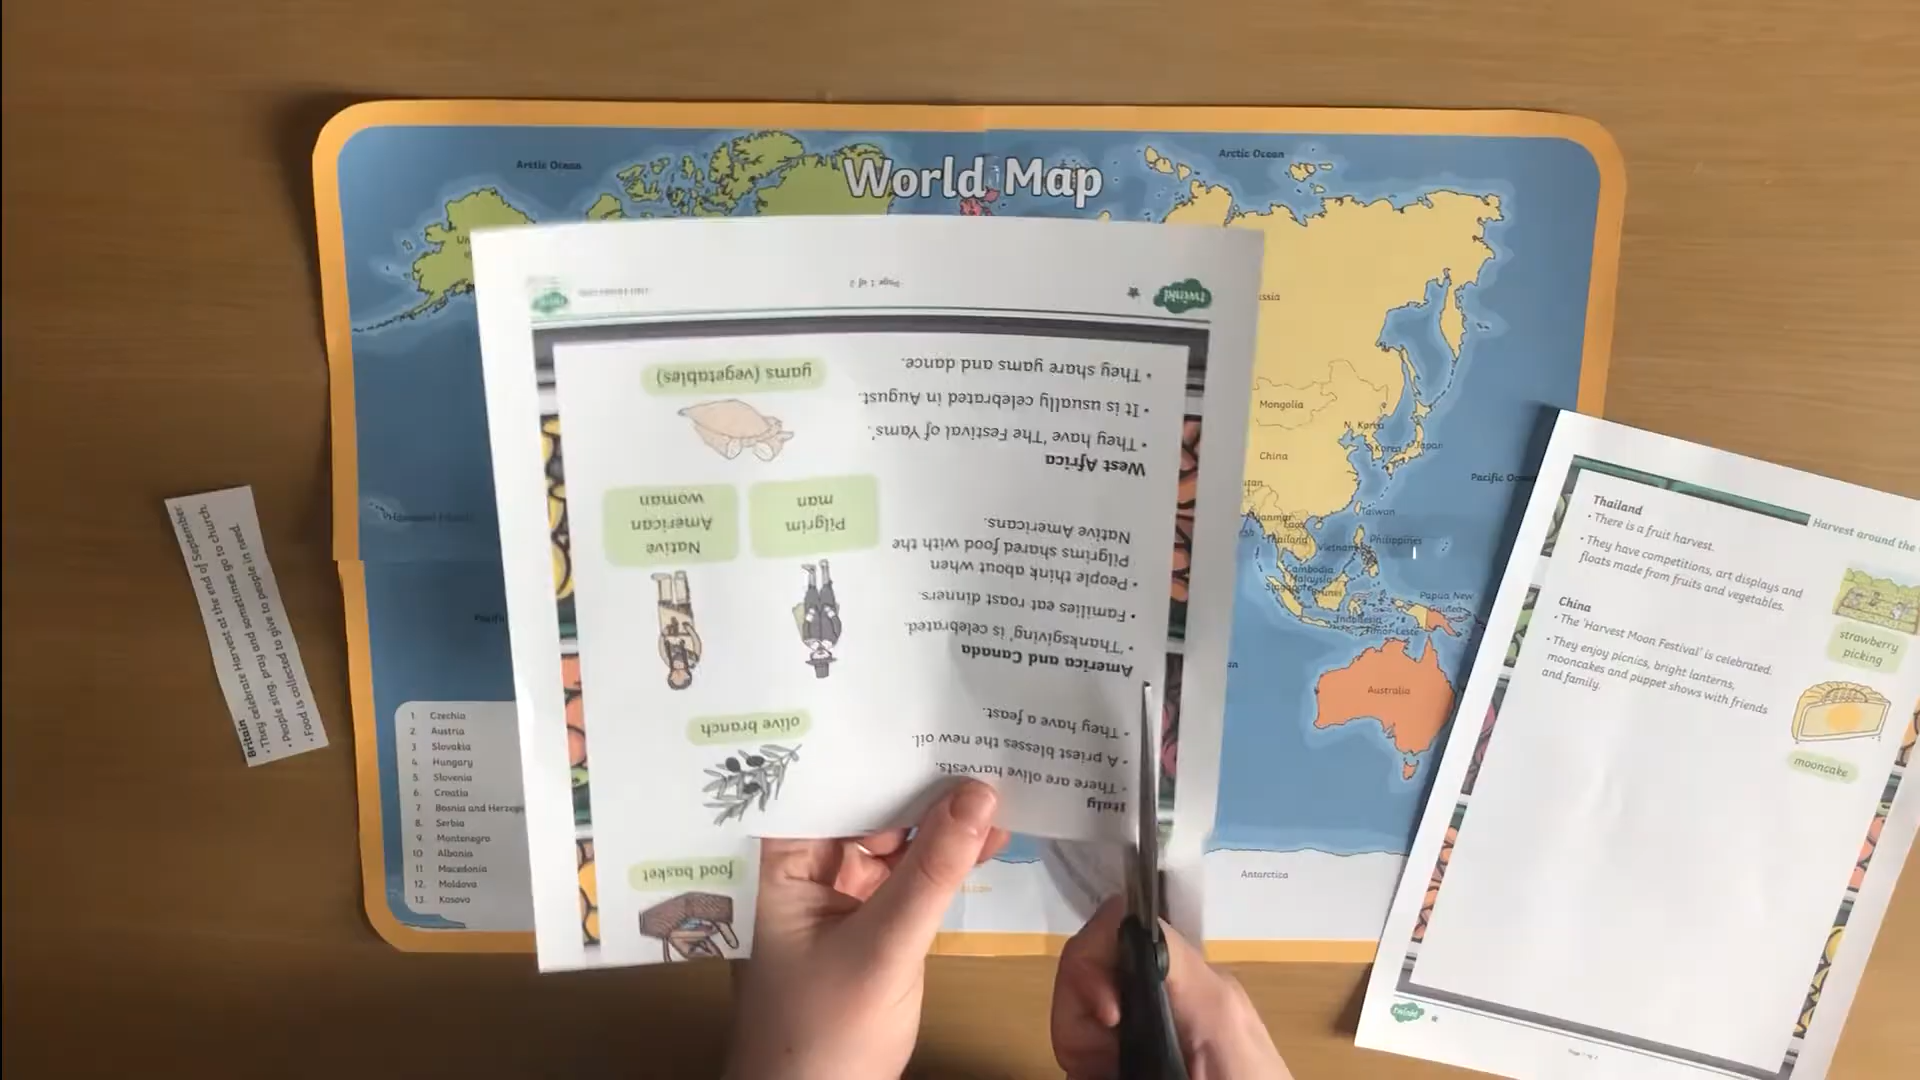 World Map
Arctic Ocean
Arctic Ocean
Mongolia
China
N. Korea
S. Korea
Japan
Taiwan
Thailand
Vietnam
Philippines
Cambodia
Malaysia
Brunei
Indonesia
Timor-Leste
Papua New
Guinea
Australia
Antarctica
1. Czechia
2. Austria
3. Slovakia
4. Hungary
5. Slovenia
6. Croatia
7. Bosnia and
8. Serbia
9. Montenegro
10. Albania
11. Macedonia
12. Moldova
13. Kosovo
Britain
• They celebrate Harvest at the end of September.
• People sing, pray and sometimes go to church.
• Food is collected to give to people in need.
food basket
Italy
• There are olive harvests.
• A priest blesses the new oil.
• They have a feast.
olive branch
America and Canada
• 'Thanksgiving' is celebrated.
• Families eat roast dinners.
• People think about when
Pilgrims shared food with the
Native Americans.
Pilgrim
man
Native
American
woman
West Africa
• They have 'The Festival of Yams'.
• It is usually celebrated in August.
• They share yams and dance.
yams (vegetables)
twinkl
Page 1 of 2
Harvest around the
Thailand
• There is a fruit harvest.
• They have competitions, art displays and
floats made from fruits and vegetables.
strawberry
picking
China
• The 'Harvest Moon Festival' is celebrated.
• They enjoy picnics, bright lanterns,
mooncakes and puppet shows with friends
and family.
mooncake
twinkl